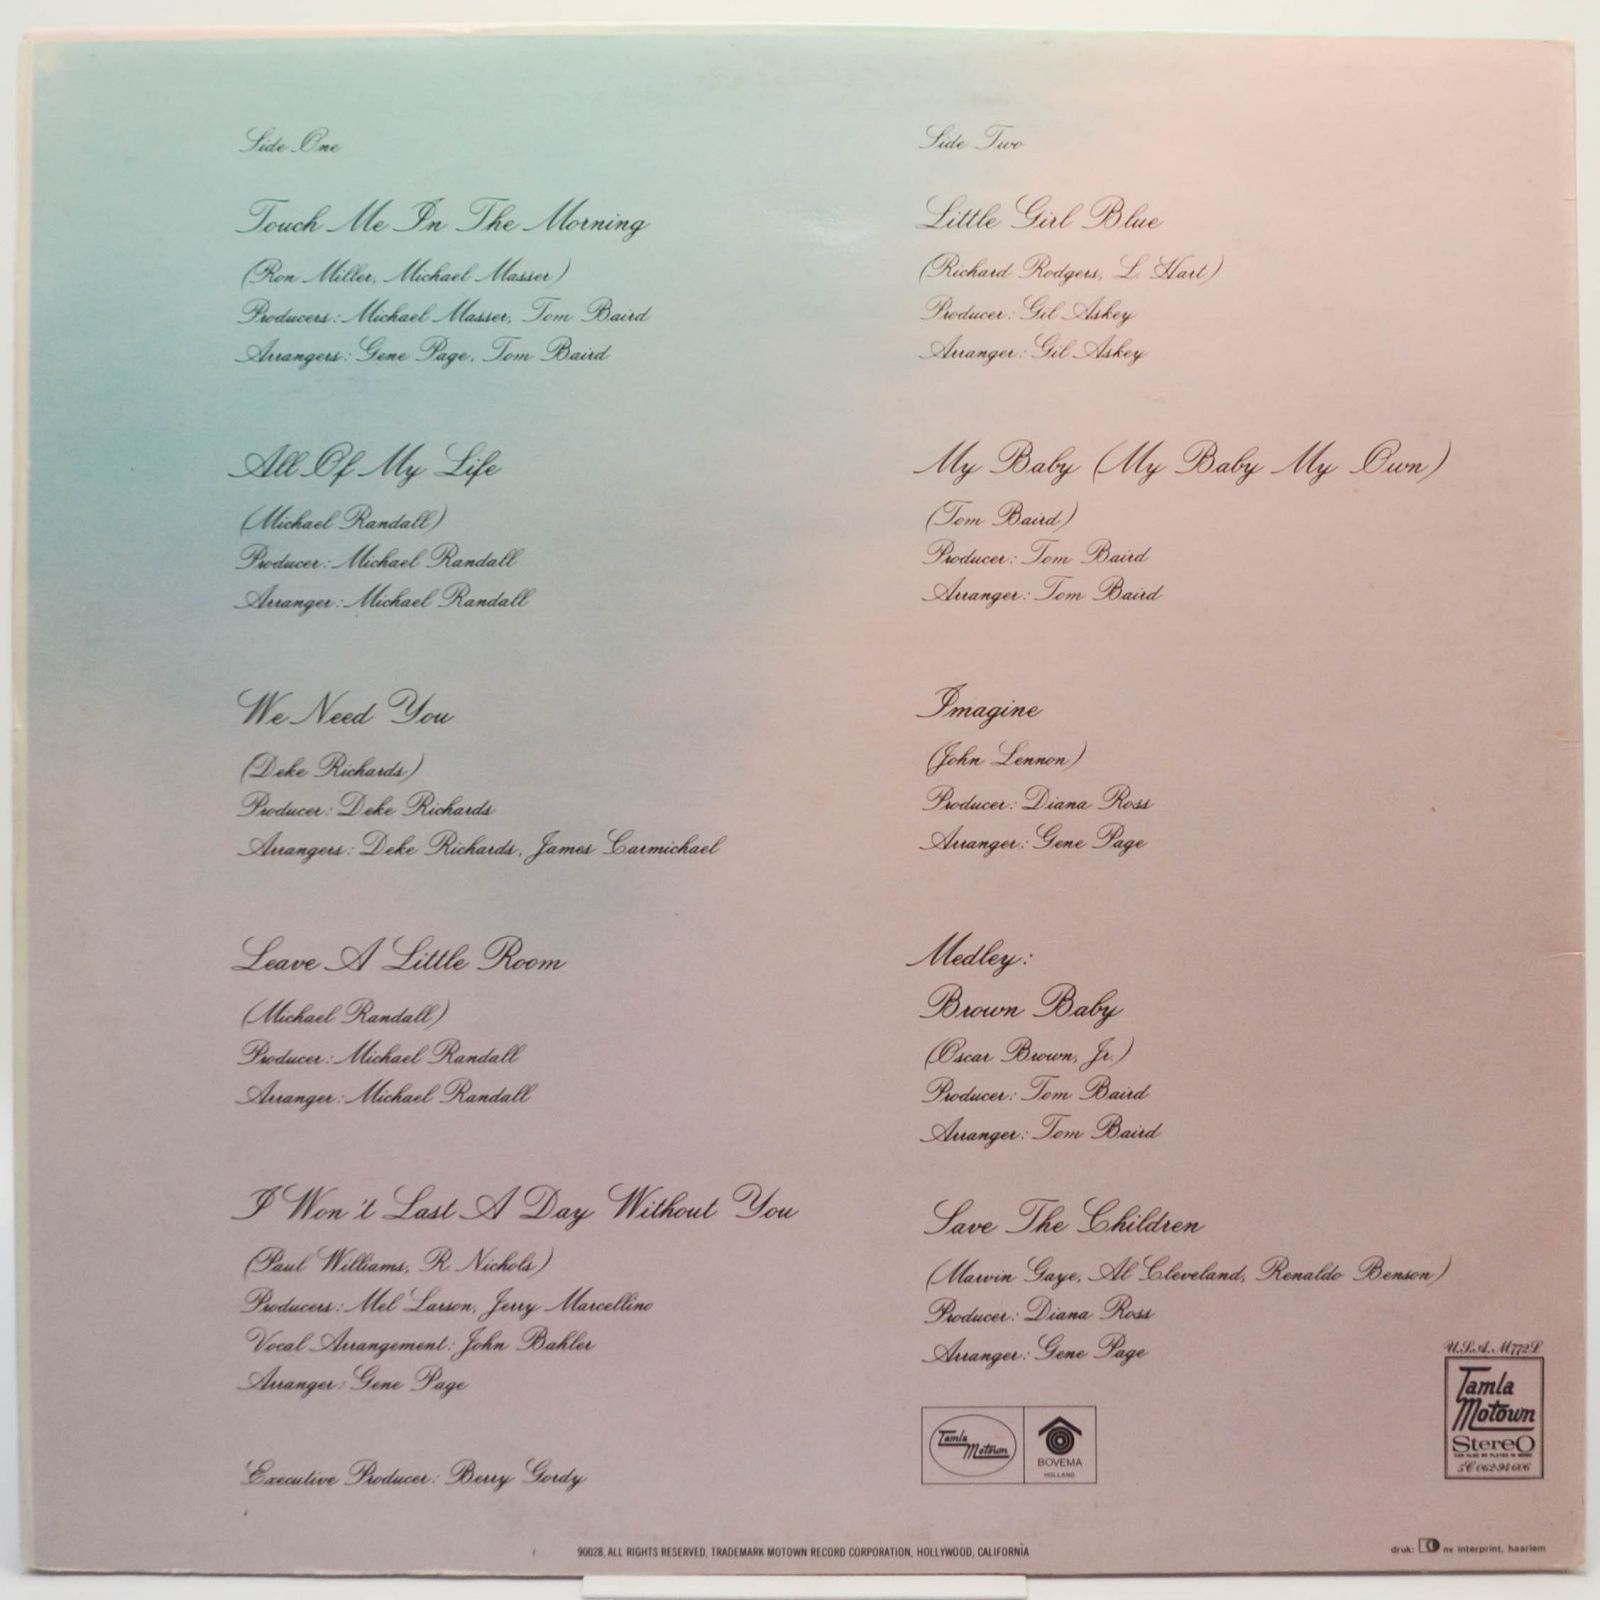 Side One
Touch Me In The Morning
(Ron Miller, Michael Masser)
Producers: Michael Masser, Tom Baird
Arrangers: Gene Page, Tom Baird
All Of My Life
(Michael Randall)
Producer: Michael Randall
Arranger: Michael Randall
We Need You
(Deke Richards)
Producer: Deke Richards
Arrangers: Deke Richards, James Carmichael
Leave A Little Room
(Michael Randall)
Producer: Michael Randall
Arranger: Michael Randall
I Won't Last A Day Without You
(Paul Williams, R. Nichols)
Producers: Mel Larson, Jerry Marcellino
Vocal Arrangement: John Bahler
Arranger: Gene Page
Executive Producer: Berry Gordy
Side Two
Little Girl Blue
(Richard Rodgers, L. Hart)
Producer: Gil Askey
Arranger: Gil Askey
My Baby (My Baby My Own)
(Tom Baird)
Producer: Tom Baird
Arranger: Tom Baird
Imagine
(John Lennon)
Producer: Diana Ross
Arranger: Gene Page
Medley:
Brown Baby
(Oscar Brown, Jr.)
Producer: Tom Baird
Arranger: Tom Baird
Save The Children
(Marvin Gaye, Al Cleveland, Renaldo Benson)
Producer: Diana Ross
Arranger: Gene Page
Tamla
Motown
BOVEMA
HOLLAND
U.S.A. M772L
Tamla
Motown
Stereo
5C 062-94606
90028, ALL RIGHTS RESERVED, TRADEMARK MOTOWN RECORD CORPORATION, HOLLYWOOD, CALIFORNIA
druk: nv interprint, haarlem